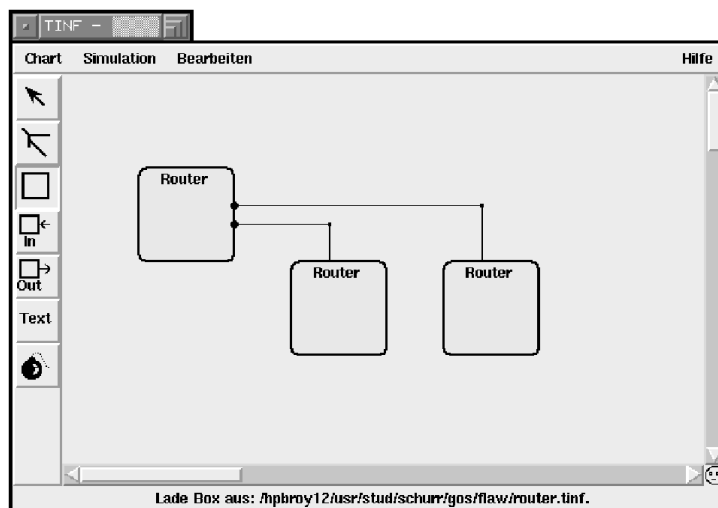 TINF -
Chart Simulation Bearbeiten Hilfe
Router
In
Router Router
Out
Text
Lade Box aus: /hpbroy12/usr/stud/schurr/gos/flaw/router.tinf.